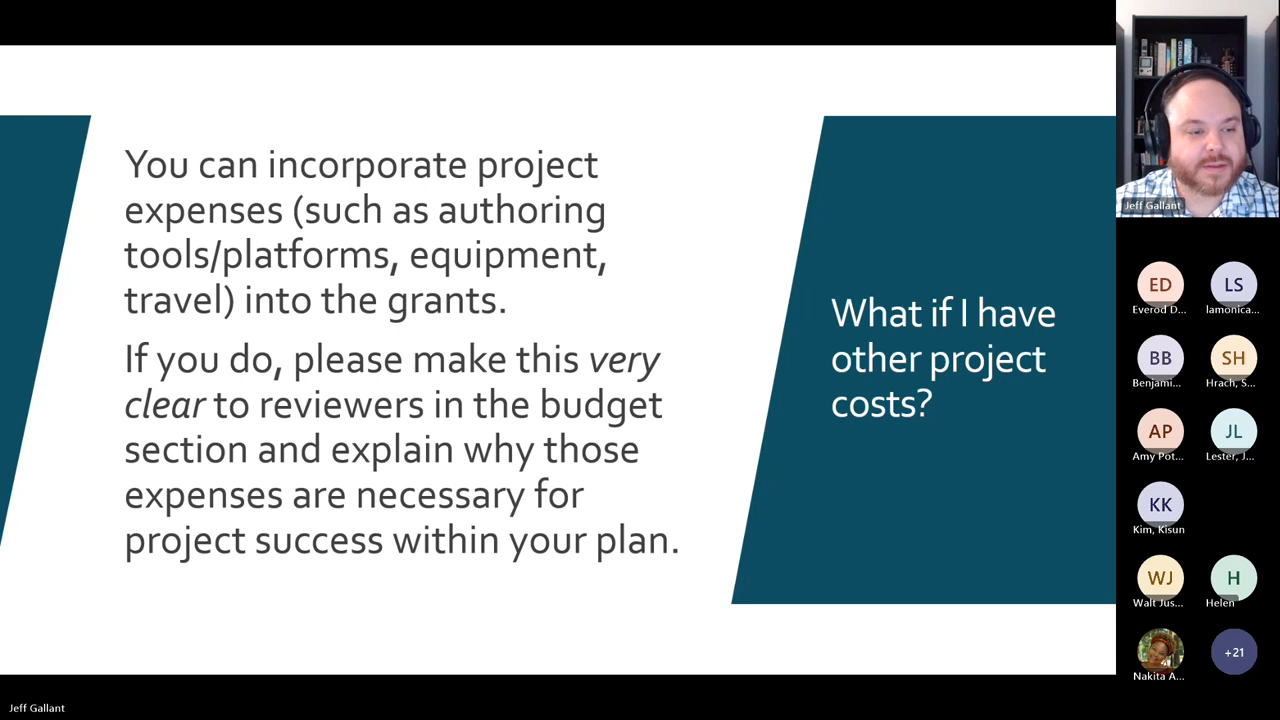 You can incorporate project
expenses (such as authoring
tools/platforms, equipment,
travel) into the grants.
If you do, please make this very
clear to reviewers in the budget
section and explain why those
expenses are necessary for
project success within your plan.
What if I have
other project
costs?
Jeff Gallant
ED
LS
Everod D...
lamonica...
BB
SH
Benjami...
Hrach, S...
AP
JL
Amy Pot...
Lester, J...
KK
Kim, Kisun
WJ
H
Walt Jus...
Helen
Nakita A...
+21
Jeff Gallant